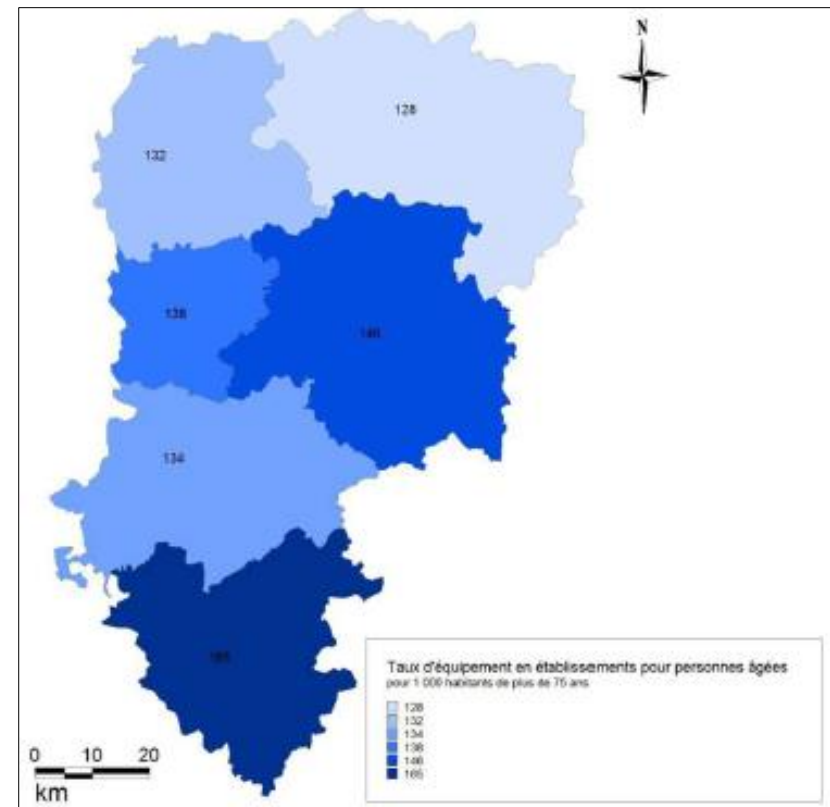 N
128
132
138
146
134
165
Taux d'équipement en établissements pour personnes âgées
pour 1 000 habitants de plus de 75 ans
128
132
134
138
146
165
0 10 20
km